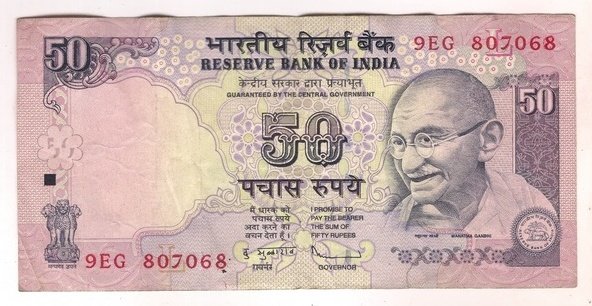 50
भारतीय रिज़र्व बैंक
9EG 807068
RESERVE BANK OF INDIA
केन्द्रीय सरकार द्वारा प्रत्याभूत
GUARANTEED BY THE CENTRAL GOVERNMENT
50
50
पचास रुपये
मैं धारक को
पचास रुपये
अदा करने का
वचन देता हूँ।
I PROMISE TO
PAY THE BEARER
THE SUM OF
FIFTY RUPEES
महात्मा गांधी
MAHATMA GANDHI
सत्यमेव जयते
9EG 807068
गवर्नर
GOVERNOR
L
L